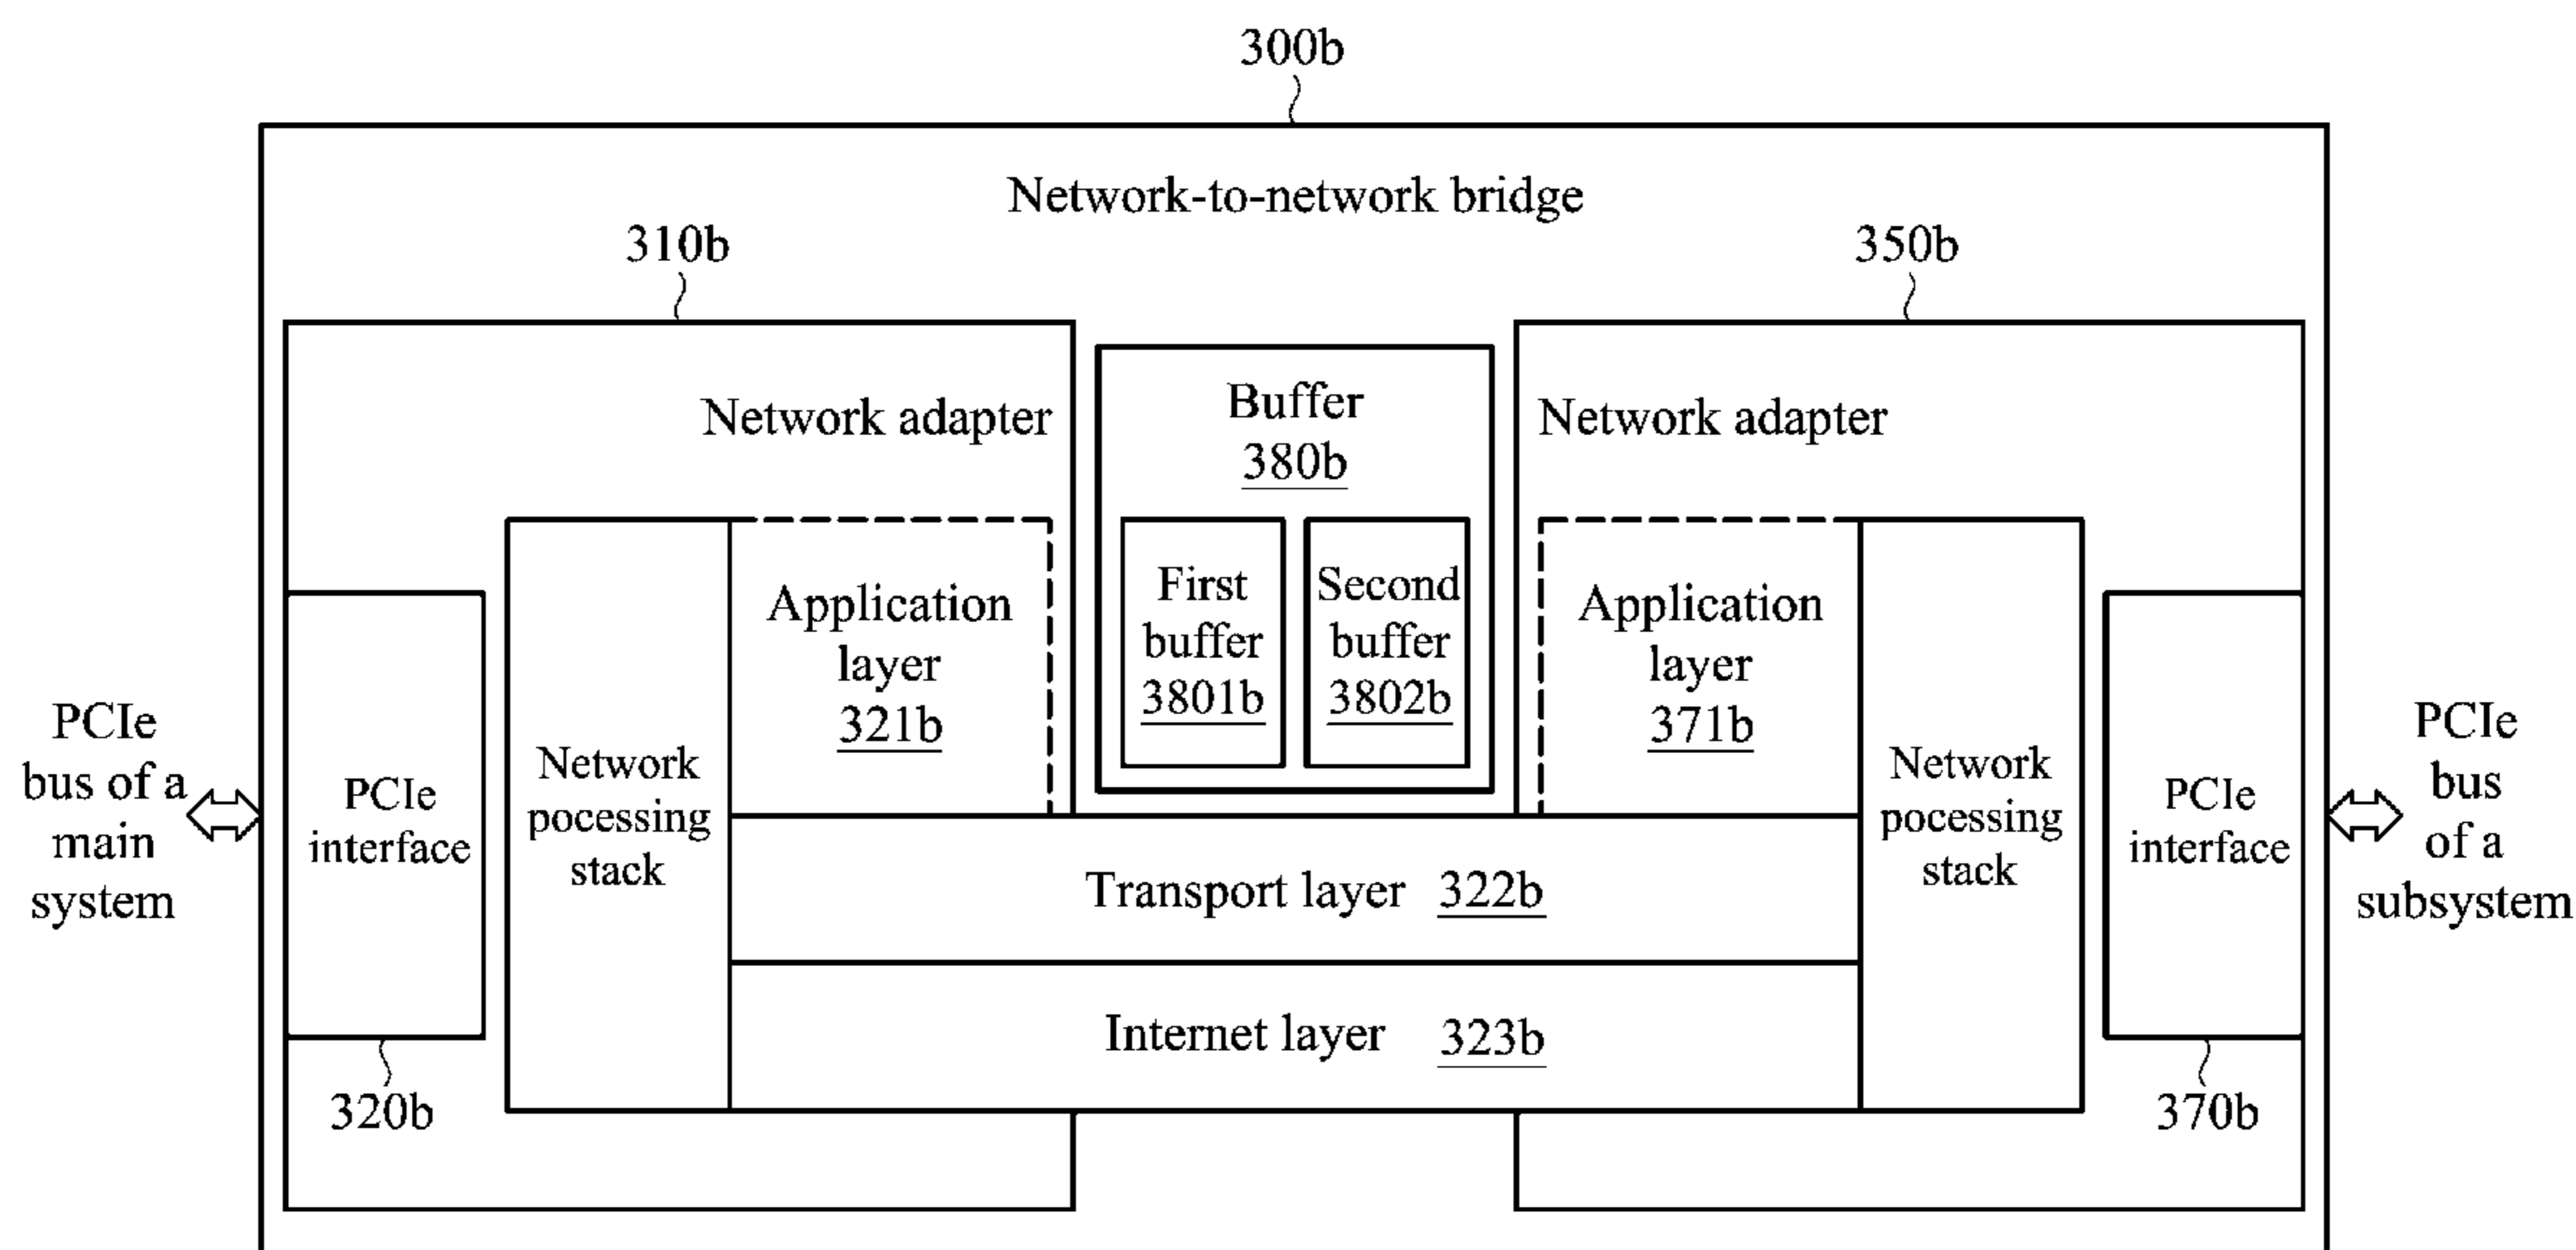 300b
Network-to-network bridge
310b
350b
Network adapter
Buffer
380b
Network adapter
Application
layer
321b
First
buffer
3801b
Second
buffer
3802b
Application
layer
371b
PCIe
bus of a
main
system
PCIe
interface
Network
pocessing
stack
Network
pocessing
stack
PCIe
interface
PCIe
bus
of a
subsystem
Transport layer 322b
Internet layer 323b
320b
370b